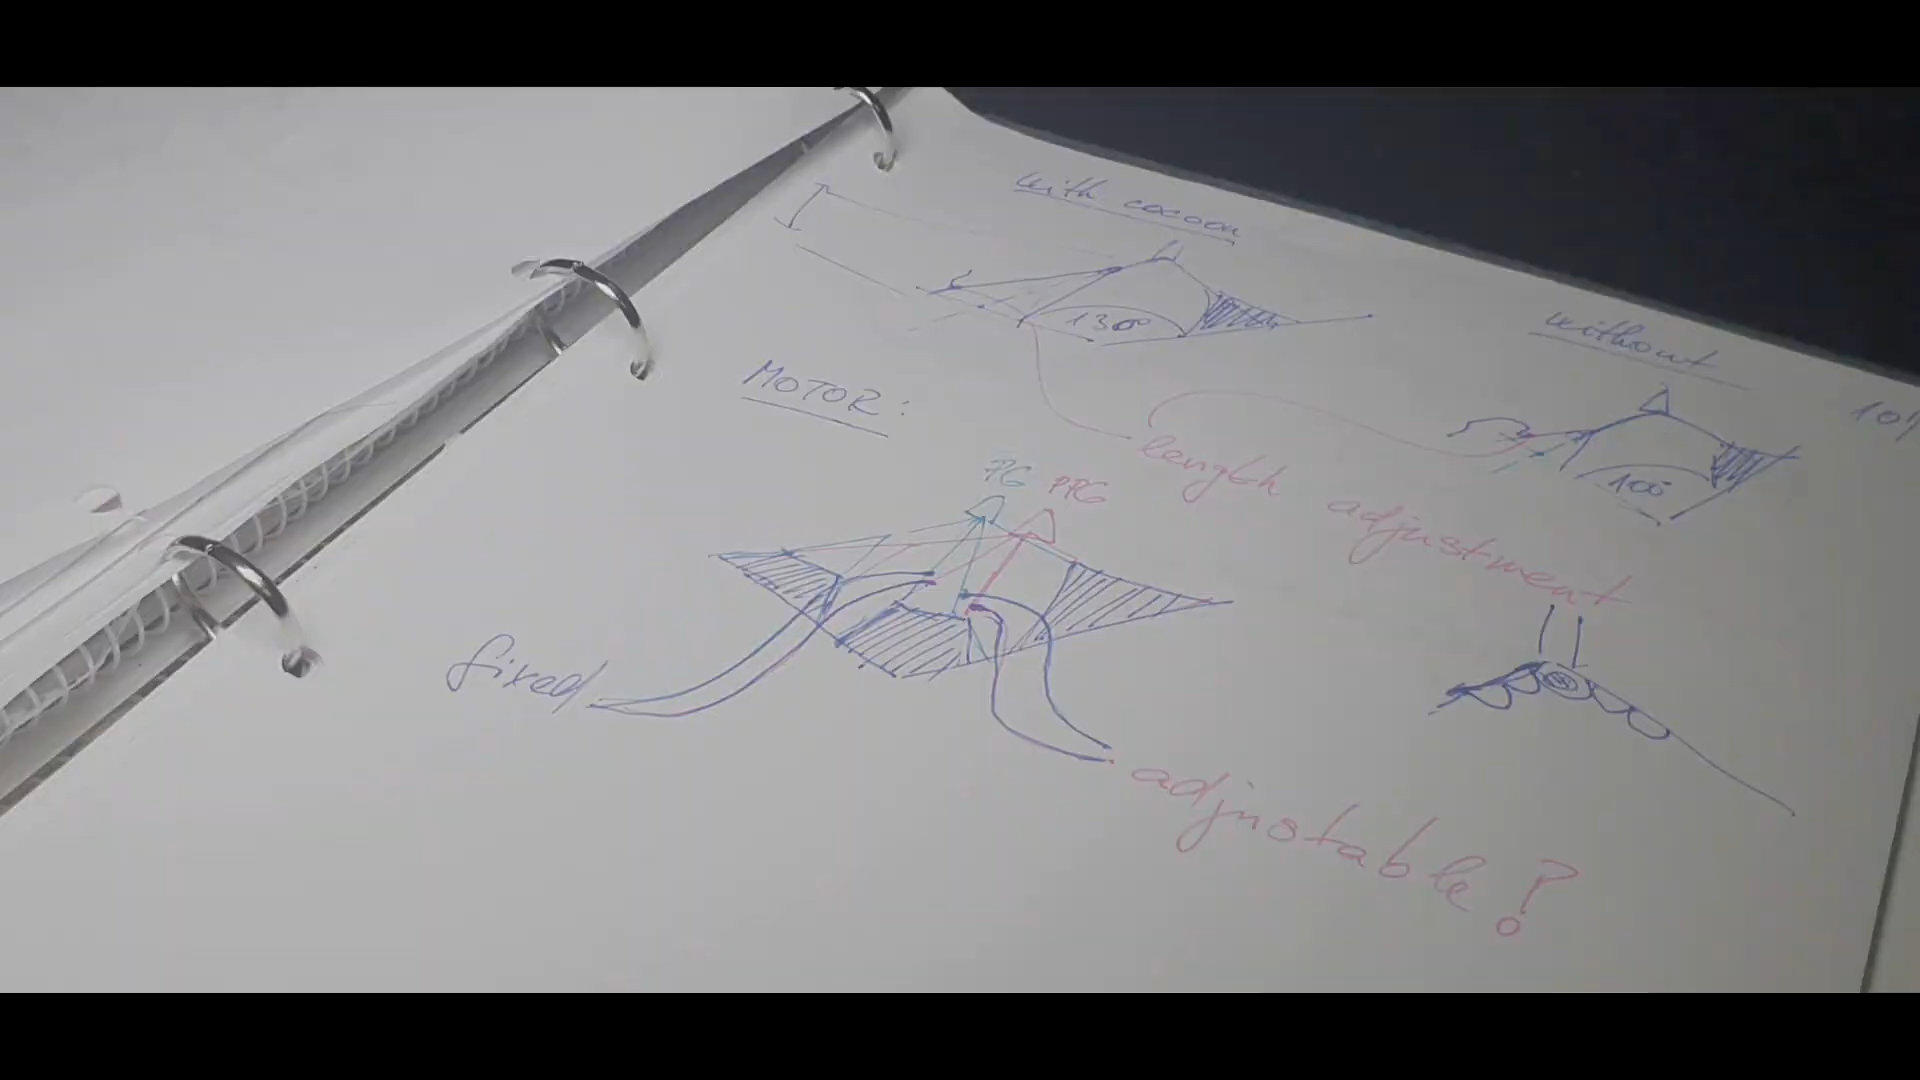 with cocoon
130°
without
100°
MOTOR:
length adjustment
PG PPG
fixed
adjustable?